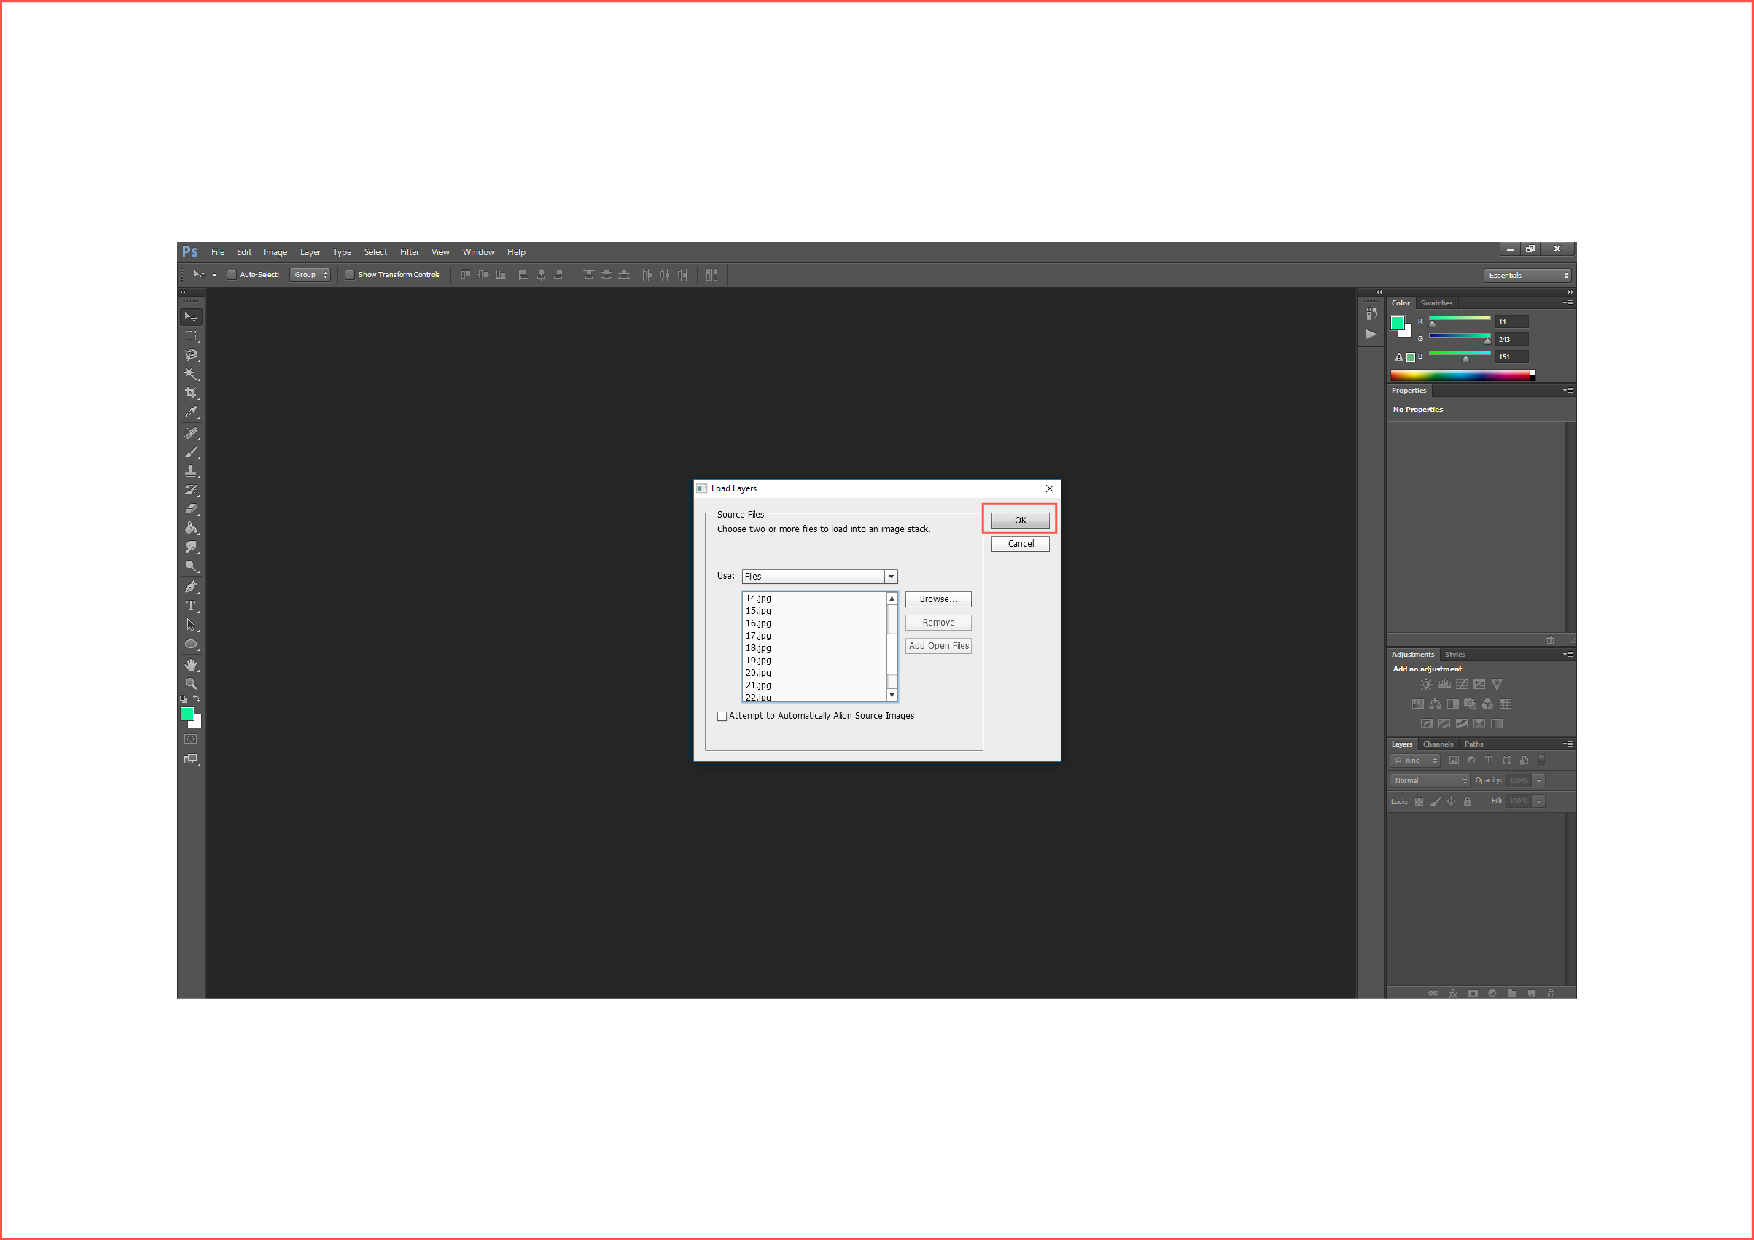 Ps File Edit Image Layer Type Select Filter View Window Help
Auto-Select: Group Show Transform Controls
Essentials
Color Swatches
R 11
G 243
B 151
Properties
No Properties
Load Layers
Source Files
Choose two or more files to load into an image stack.
OK
Cancel
Use: Files
14.jpg
15.jpg
16.jpg
17.jpg
18.jpg
19.jpg
20.jpg
21.jpg
22.jpg
Browse...
Remove
Add Open Files
Attempt to Automatically Align Source Images
Adjustments Styles
Add an adjustment
Layers Channels Paths
Kind
Normal Opacity: 100%
Lock: Fill: 100%